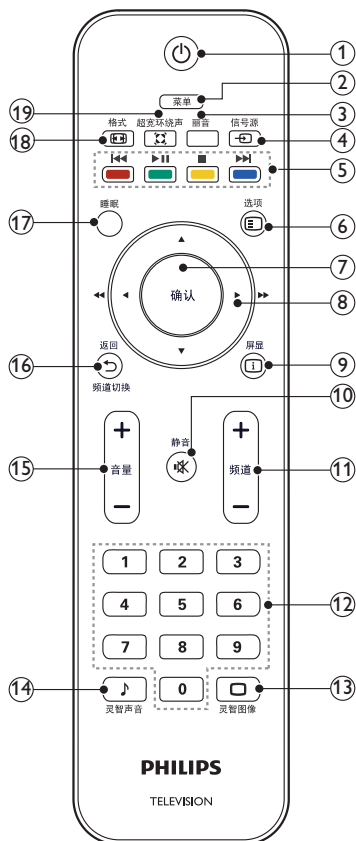 1
2
菜单
19
3
格式 超宽环绕声 丽音 信号源
18
4
5
睡眠 选项
17
6
7
确认
8
返回 屏显
16
9
频道切换
10
静音
15
音量 频道
11
1 2 3
4 5 6
12
7 8 9
14
0
13
灵智声音 灵智图像
PHILIPS
TELEVISION